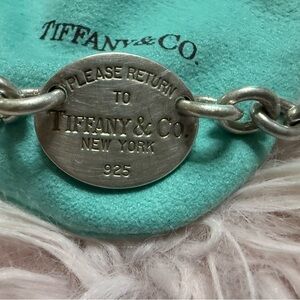 TIFFANY & CO.
PLEASE RETURN
TO
TIFFANY & CO.
NEW YORK
925